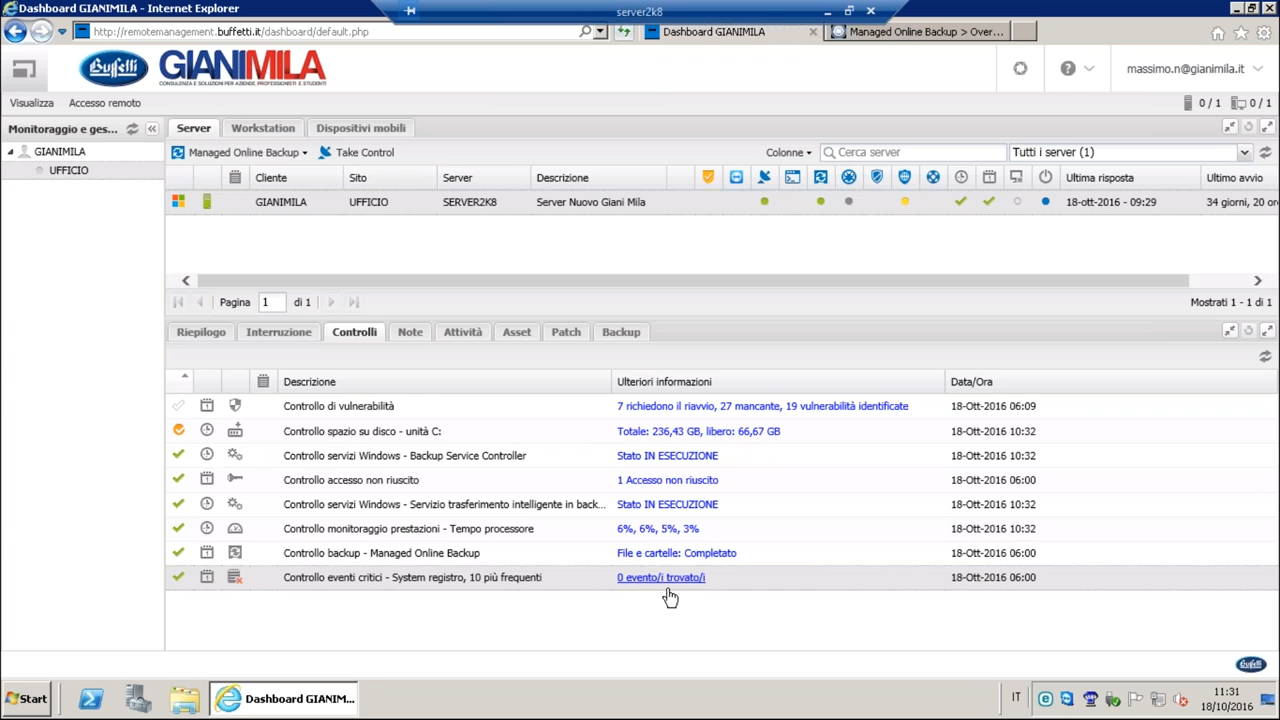 Dashboard GIANIMILA - Internet Explorer
server2k8
http://remotemanagement.buffetti.it/dashboard/default.php
Dashboard GIANIMILA
Managed Online Backup > Over...
Buffetti
GIANIMILA
CONSULENZA E SOLUZIONI PER AZIENDE PROFESSIONISTI E STUDENTI
massimo.n@gianimila.it
Visualizza Accesso remoto
0 / 1 0 / 1
Monitoraggio e ges...
Server Workstation Dispositivi mobili
GIANIMILA
UFFICIO
Managed Online Backup Take Control
Colonne Cerca server Tutti i server (1)
Cliente Sito Server Descrizione Ultima risposta Ultimo avvio
GIANIMILA UFFICIO SERVER2K8 Server Nuovo Giani Mila 18-ott-2016 - 09:29 34 giorni, 20 or
Pagina 1 di 1
Mostrati 1 - 1 di 1
Riepilogo Interruzione Controlli Note Attività Asset Patch Backup
Descrizione Ulteriori informazioni Data/Ora
Controllo di vulnerabilità 7 richiedono il riavvio, 27 mancante, 19 vulnerabilità identificate 18-Ott-2016 06:09
Controllo spazio su disco - unità C: Totale: 236,43 GB, libero: 66,67 GB 18-Ott-2016 10:32
Controllo servizi Windows - Backup Service Controller Stato IN ESECUZIONE 18-Ott-2016 10:32
Controllo accesso non riuscito 1 Accesso non riuscito 18-Ott-2016 06:00
Controllo servizi Windows - Servizio trasferimento intelligente in back... Stato IN ESECUZIONE 18-Ott-2016 10:32
Controllo monitoraggio prestazioni - Tempo processore 6%, 6%, 5%, 3% 18-Ott-2016 10:32
Controllo backup - Managed Online Backup File e cartelle: Completato 18-Ott-2016 06:00
Controllo eventi critici - System registro, 10 più frequenti 0 evento/i trovato/i 18-Ott-2016 06:00
Buffetti
Start
Dashboard GIANIM...
IT
11:31
18/10/2016